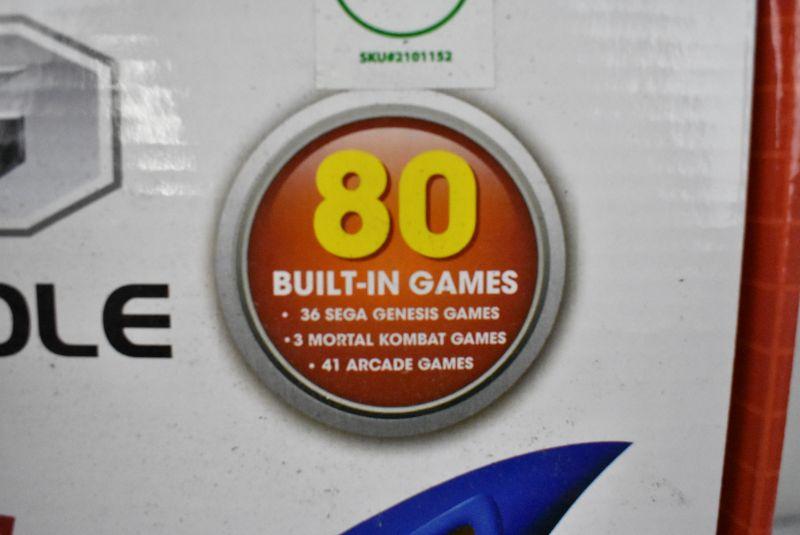 SKU#2101152
80
BUILT-IN GAMES
• 36 SEGA GENESIS GAMES
• 3 MORTAL KOMBAT GAMES
• 41 ARCADE GAMES
OLE